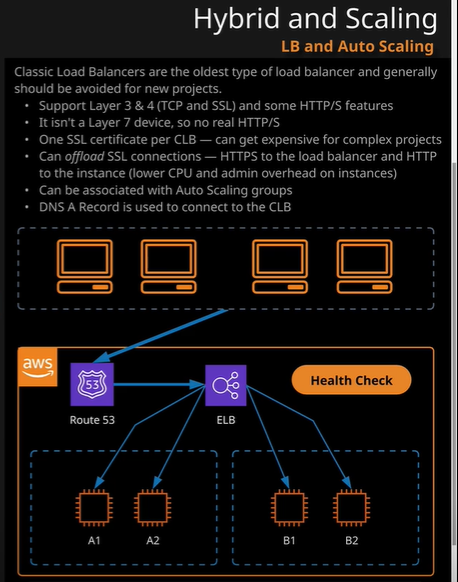 Hybrid and Scaling
LB and Auto Scaling
Classic Load Balancers are the oldest type of load balancer and generally
should be avoided for new projects.
• Support Layer 3 & 4 (TCP and SSL) and some HTTP/S features
• It isn't a Layer 7 device, so no real HTTP/S
• One SSL certificate per CLB — can get expensive for complex projects
• Can offload SSL connections — HTTPS to the load balancer and HTTP
to the instance (lower CPU and admin overhead on instances)
• Can be associated with Auto Scaling groups
• DNS A Record is used to connect to the CLB
aws
53
Health Check
Route 53
ELB
A1
A2
B1
B2